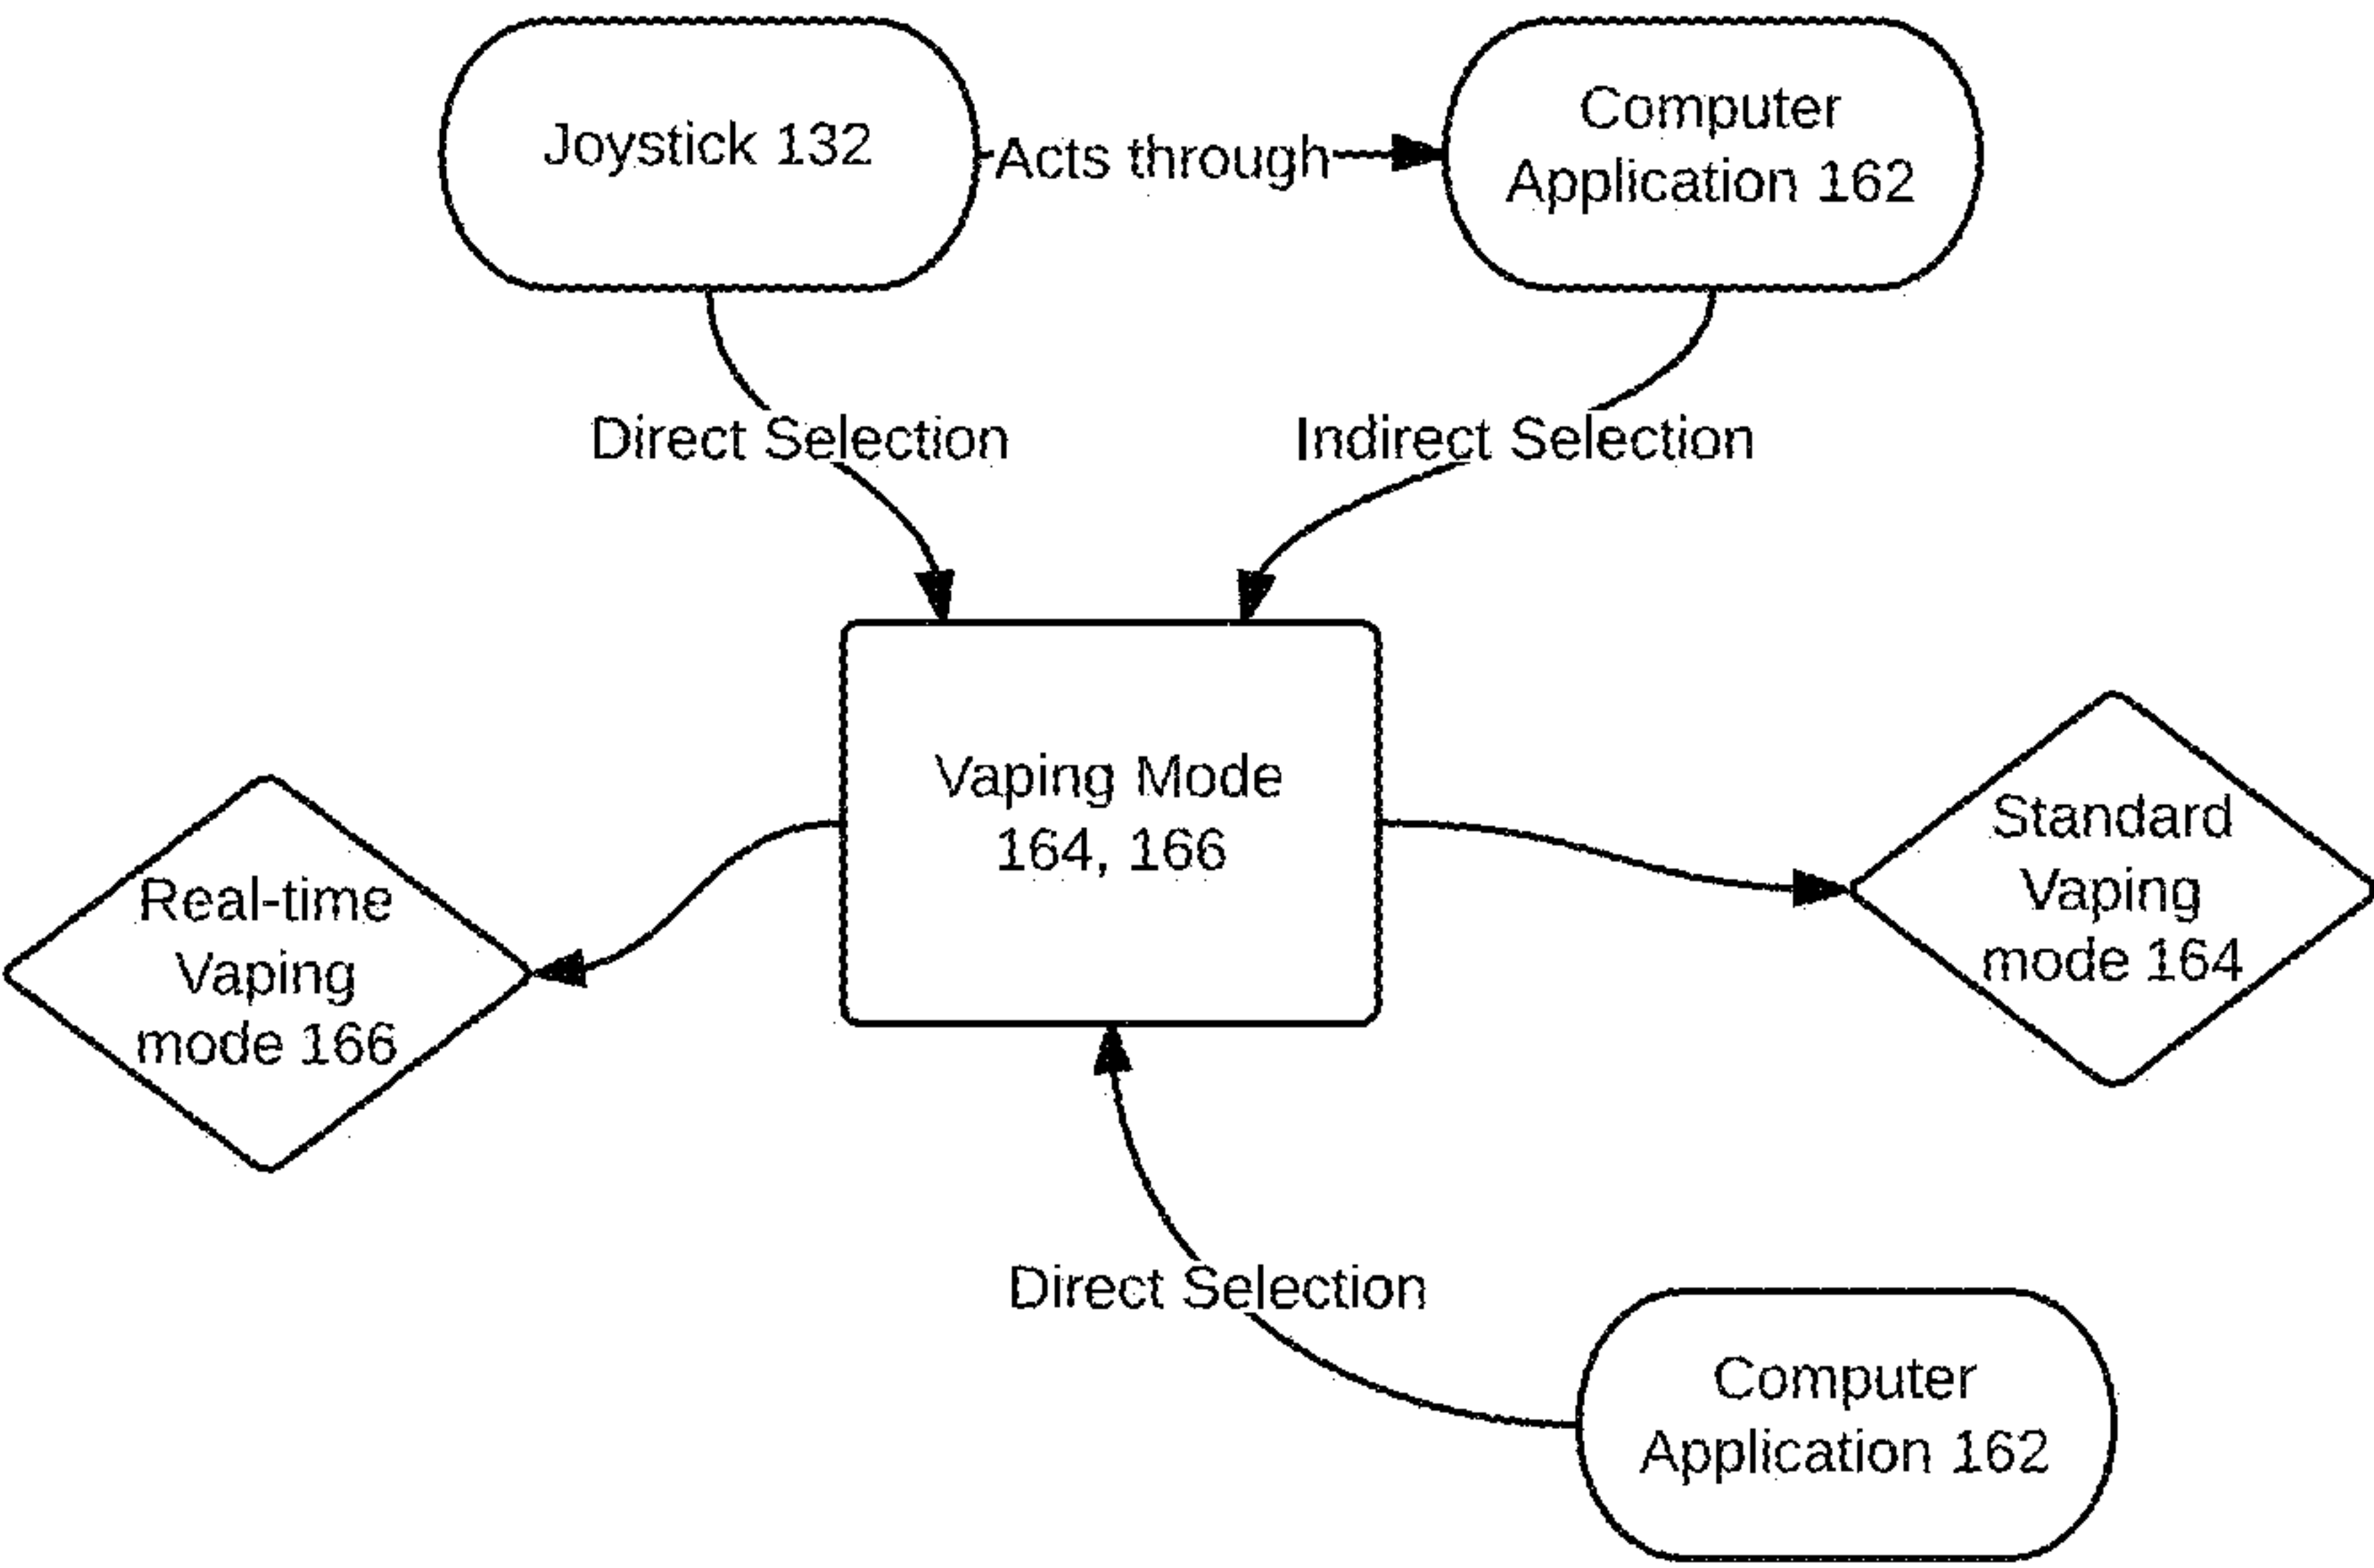 Joystick 132
Acts through
Computer
Application 162
Direct Selection
Indirect Selection
Vaping Mode
164, 166
Real-time
Vaping
mode 166
Standard
Vaping
mode 164
Direct Selection
Computer
Application 162